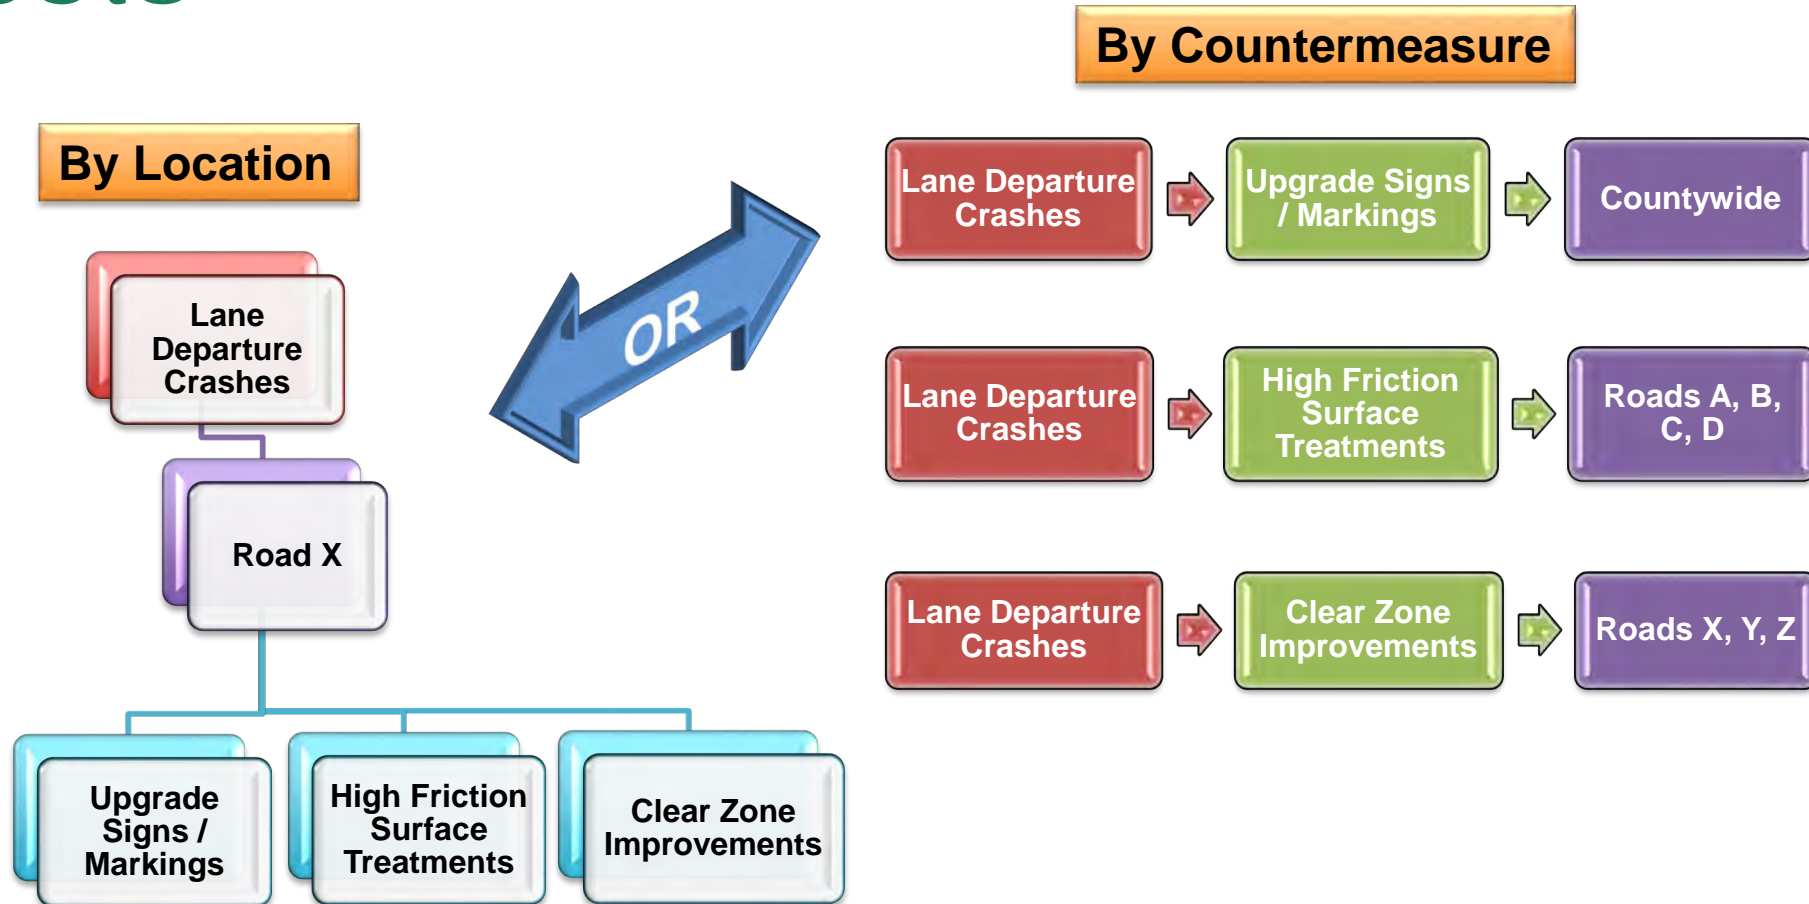 By Countermeasure
By Location
Lane
Departure
Crashes
Road X
Upgrade
Signs /
Markings
High Friction
Surface
Treatments
Clear Zone
Improvements
OR
Lane Departure
Crashes
Upgrade Signs
/ Markings
Countywide
Lane Departure
Crashes
High Friction
Surface
Treatments
Roads A, B,
C, D
Lane Departure
Crashes
Clear Zone
Improvements
Roads X, Y, Z